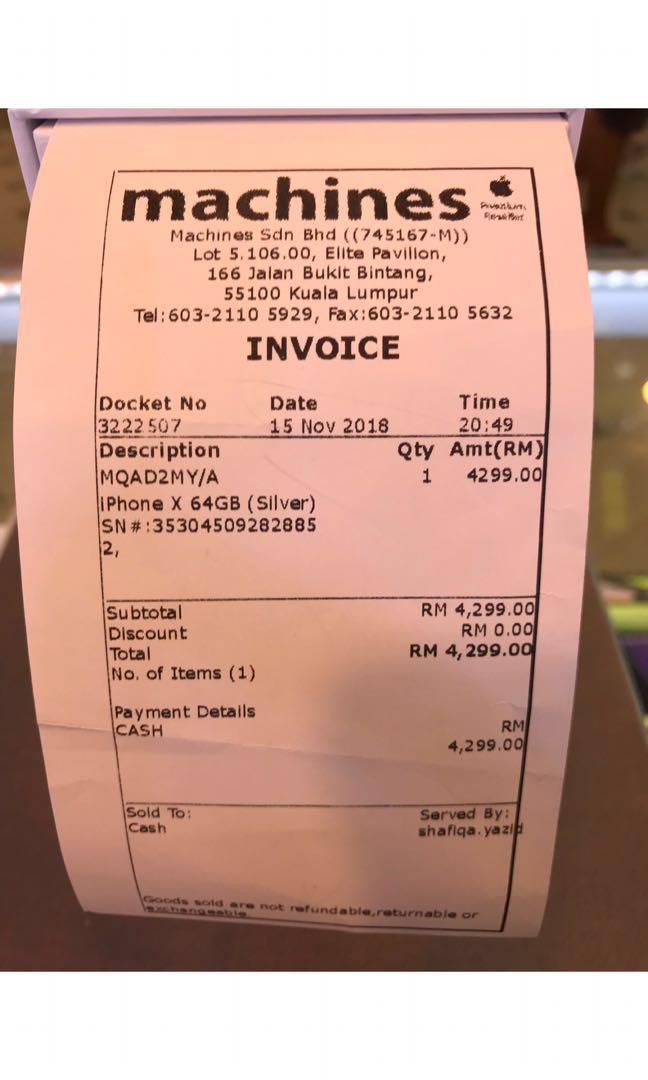 machines
Premium
Reseller
Machines Sdn Bhd ((745167-M))
Lot 5.106.00, Elite Pavilion,
166 Jalan Bukit Bintang,
55100 Kuala Lumpur
Tel:603-2110 5929, Fax:603-2110 5632
INVOICE
Docket No Date Time
3222507 15 Nov 2018 20:49
Description Qty Amt(RM)
MQAD2MY/A 1 4299.00
iPhone X 64GB (Silver)
SN#:35304509282885
2,
Subtotal RM 4,299.00
Discount RM 0.00
Total RM 4,299.00
No. of Items (1)
Payment Details
CASH RM
4,299.00
Sold To: Served By:
Cash shafiqa.yazid
Goods sold are not refundable,returnable or
exchangeable.